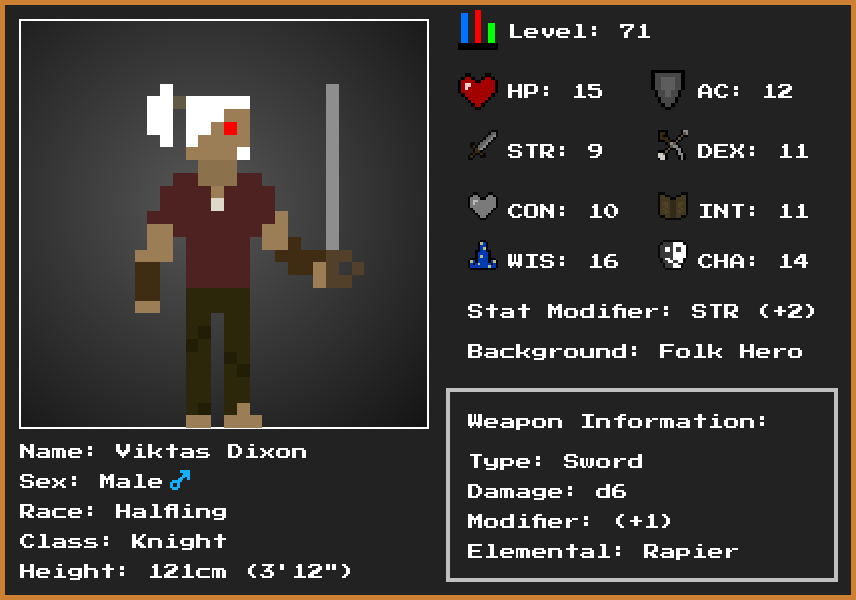 Level: 71
HP: 15 AC: 12
STR: 9 DEX: 11
CON: 10 INT: 11
WIS: 16 CHA: 14
Stat Modifier: STR (+2)
Background: Folk Hero
Weapon Information:
Type: Sword
Damage: d6
Modifier: (+1)
Elemental: Rapier
Name: Viktas Dixon
Sex: Male ♂
Race: Halfling
Class: Knight
Height: 121cm (3'12")